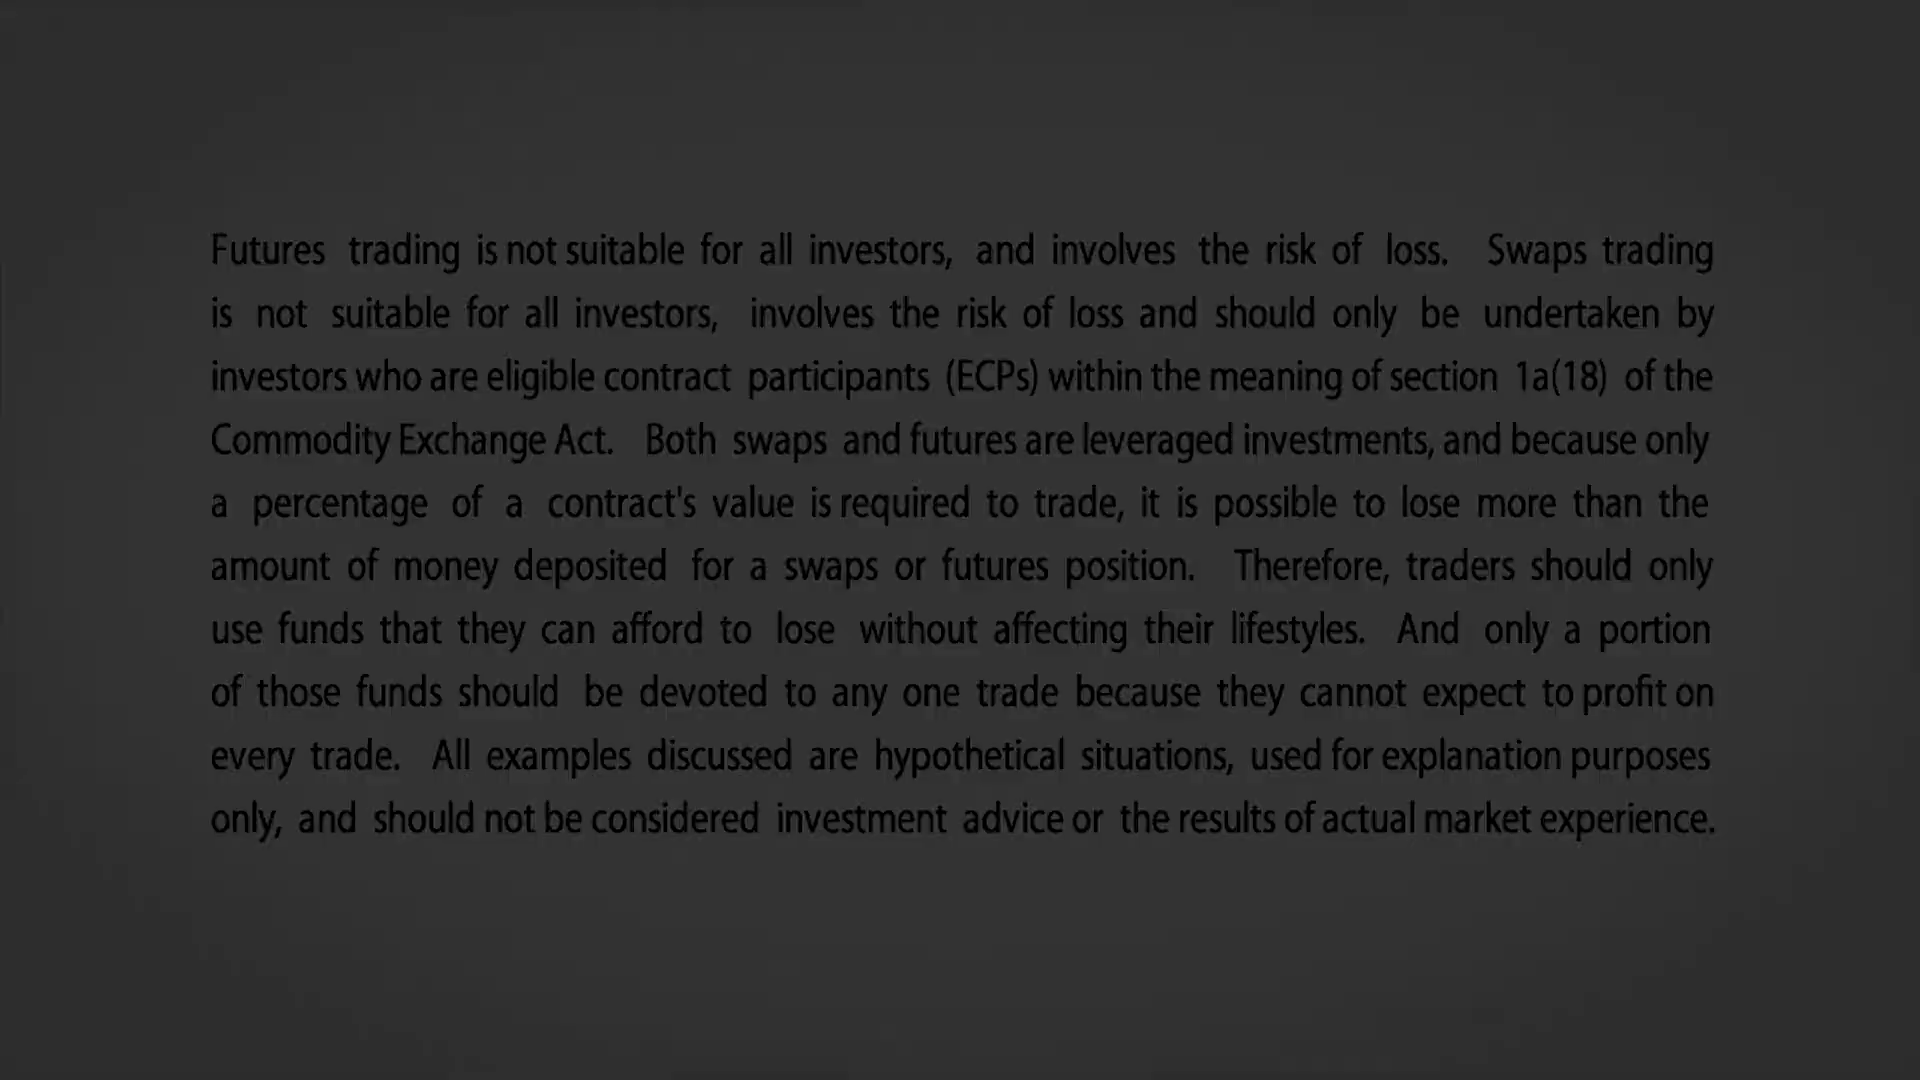 Futures trading is not suitable for all investors, and involves the risk of loss. Swaps trading
is not suitable for all investors, involves the risk of loss and should only be undertaken by
investors who are eligible contract participants (ECPs) within the meaning of section 1a(18) of the
Commodity Exchange Act. Both swaps and futures are leveraged investments, and because only
a percentage of a contract's value is required to trade, it is possible to lose more than the
amount of money deposited for a swaps or futures position. Therefore, traders should only
use funds that they can afford to lose without affecting their lifestyles. And only a portion
of those funds should be devoted to any one trade because they cannot expect to profit on
every trade. All examples discussed are hypothetical situations, used for explanation purposes
only, and should not be considered investment advice or the results of actual market experience.